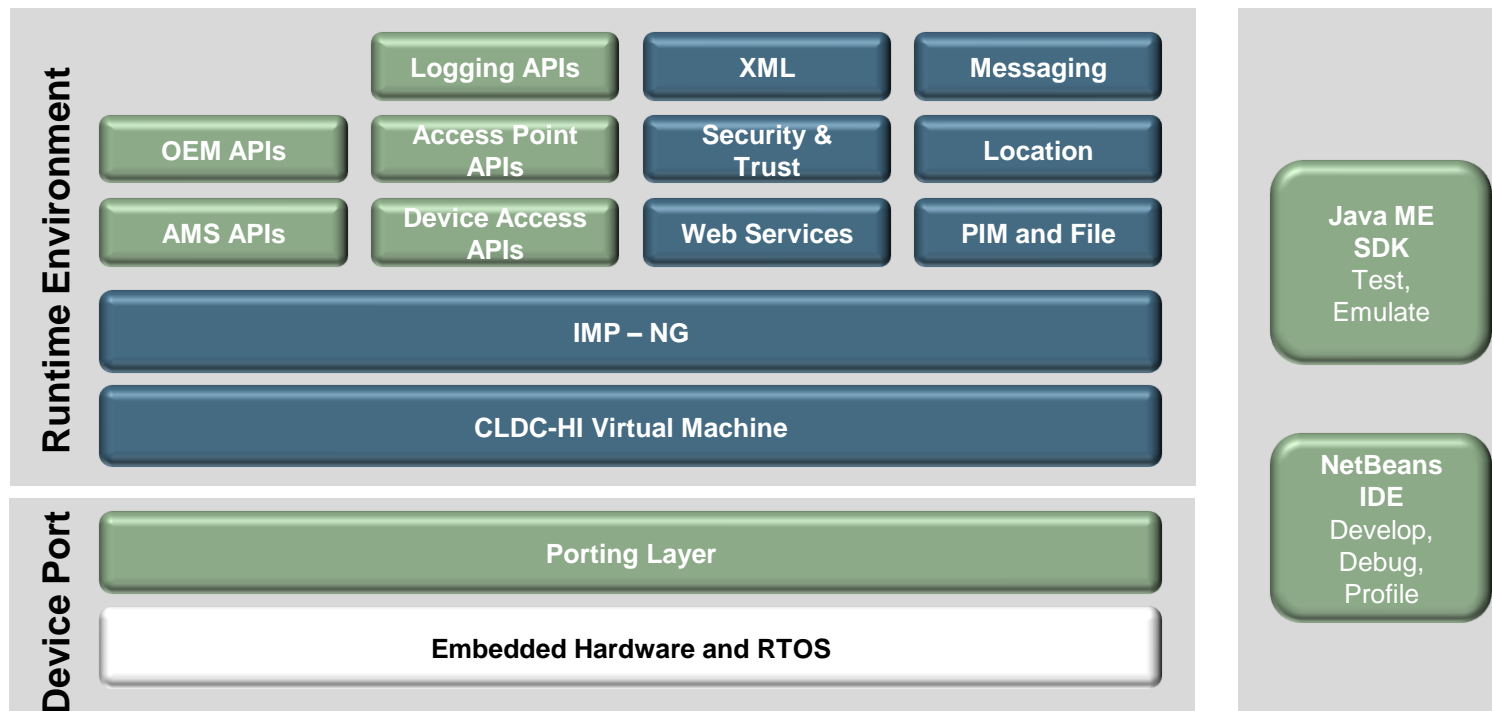 Runtime Environment
Logging APIs
XML
Messaging
OEM APIs
Access Point
APIs
Security &
Trust
Location
AMS APIs
Device Access
APIs
Web Services
PIM and File
IMP – NG
CLDC-HI Virtual Machine
Device Port
Porting Layer
Embedded Hardware and RTOS
Java ME
SDK
Test,
Emulate
NetBeans
IDE
Develop,
Debug,
Profile